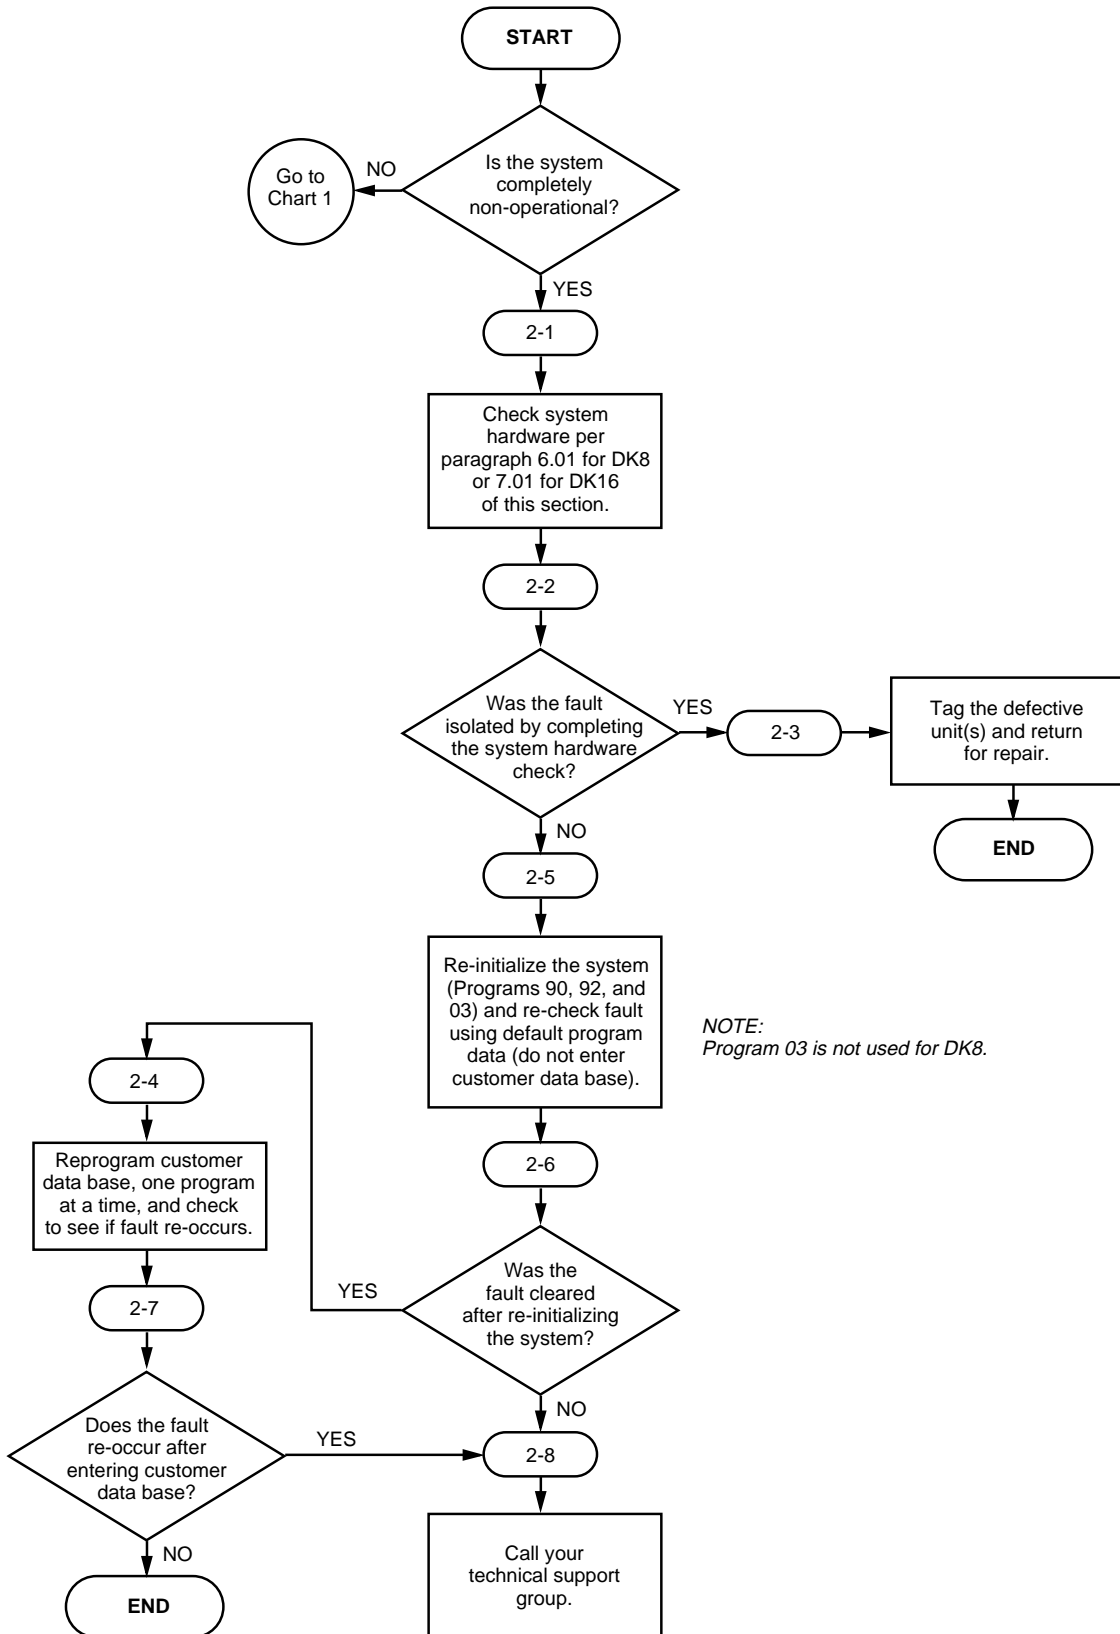 START
Is the system
completely
non-operational?
NO
Go to
Chart 1
YES
2-1
Check system
hardware per
paragraph 6.01 for DK8
or 7.01 for DK16
of this section.
2-2
Was the fault
isolated by completing
the system hardware
check?
YES
2-3
Tag the defective
unit(s) and return
for repair.
END
NO
2-5
Re-initialize the system
(Programs 90, 92, and
03) and re-check fault
using default program
data (do not enter
customer data base).
NOTE:
Program 03 is not used for DK8.
2-6
Was the
fault cleared
after re-initializing
the system?
YES
2-4
Reprogram customer
data base, one program
at a time, and check
to see if fault re-occurs.
2-7
Does the fault
re-occur after
entering customer
data base?
YES
NO
END
NO
2-8
Call your
technical support
group.